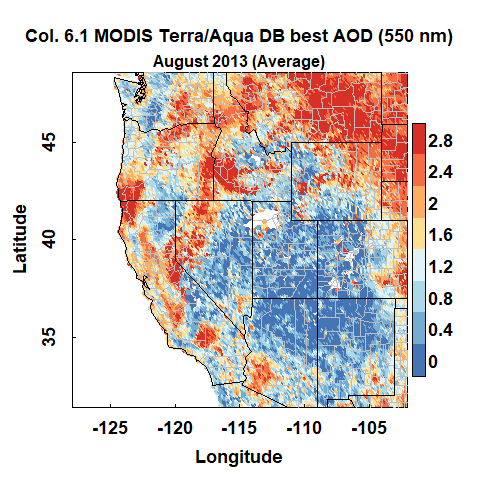 Col. 6.1 MODIS Terra/Aqua DB best AOD (550 nm)
August 2013 (Average)
Latitude
45
40
35
2.8
2.4
2
1.6
1.2
0.8
0.4
0
-125 -120 -115 -110 -105
Longitude